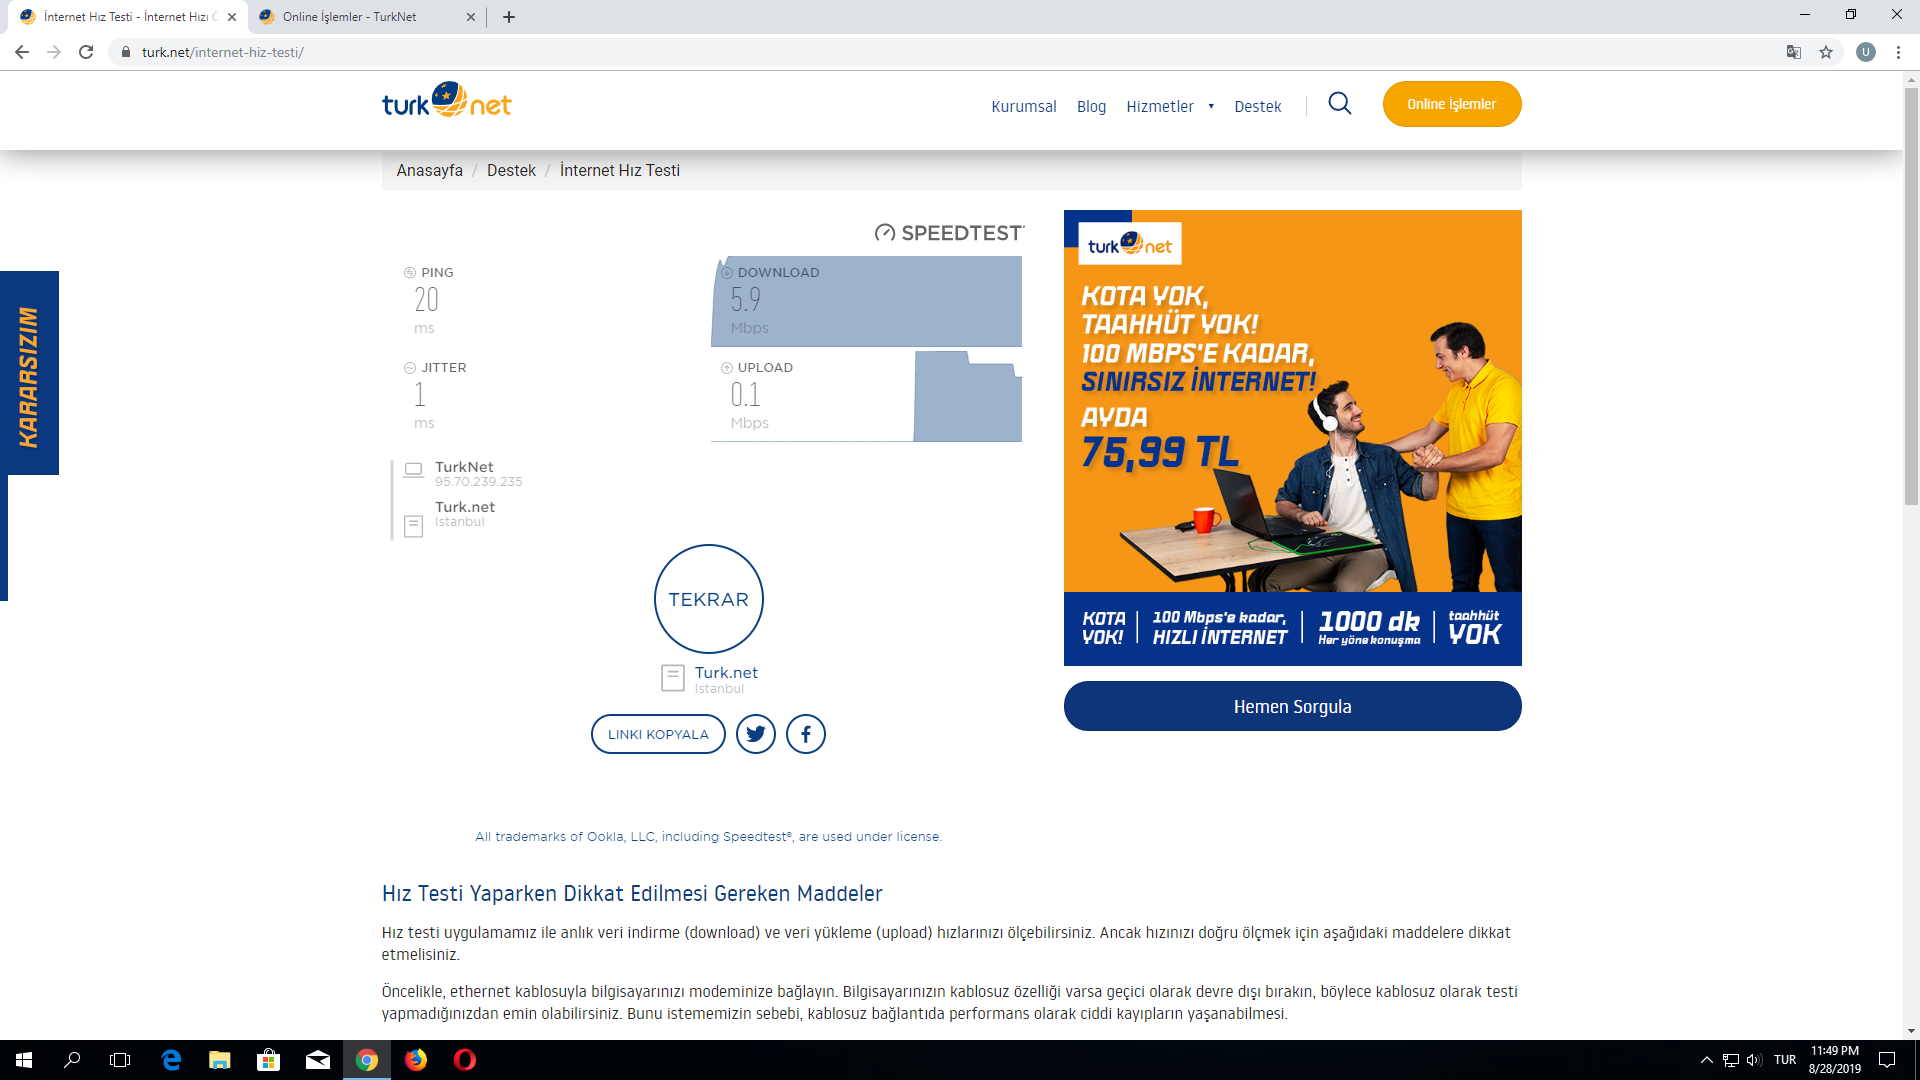 İnternet Hız Testi - İnternet Hızı Ö
Online İşlemler - TurkNet
turk.net/internet-hiz-testi/
U
turk net
Kurumsal
Blog
Hizmetler
Destek
Online İşlemler
Anasayfa / Destek / İnternet Hız Testi
KARARSIZIM
SPEEDTEST
PING
20
ms
DOWNLOAD
5.9
Mbps
JITTER
1
ms
UPLOAD
0.1
Mbps
TurkNet
95.70.239.235
Turk.net
Istanbul
TEKRAR
Turk.net
Istanbul
LINKI KOPYALA
All trademarks of Ookla, LLC, including Speedtest®, are used under license.
turk net
KOTA YOK,
TAAHHÜT YOK!
100 MBPS'E KADAR,
SINIRSIZ İNTERNET!
AYDA
75,99 TL
KOTA
YOK!
100 Mbps'e kadar,
HIZLI İNTERNET
1000 dk
Her yöne konuşma
taahhüt
YOK
Hemen Sorgula
Hız Testi Yaparken Dikkat Edilmesi Gereken Maddeler
Hız testi uygulamamız ile anlık veri indirme (download) ve veri yükleme (upload) hızlarınızı ölçebilirsiniz. Ancak hızınızı doğru ölçmek için aşağıdaki maddelere dikkat
etmelisiniz.
Öncelikle, ethernet kablosuyla bilgisayarınızı modeminize bağlayın. Bilgisayarınızın kablosuz özelliği varsa geçici olarak devre dışı bırakın, böylece kablosuz olarak testi
yapmadığınızdan emin olabilirsiniz. Bunu istememizin sebebi, kablosuz bağlantıda performans olarak ciddi kayıpların yaşanabilmesi.
TUR
11:49 PM
8/28/2019